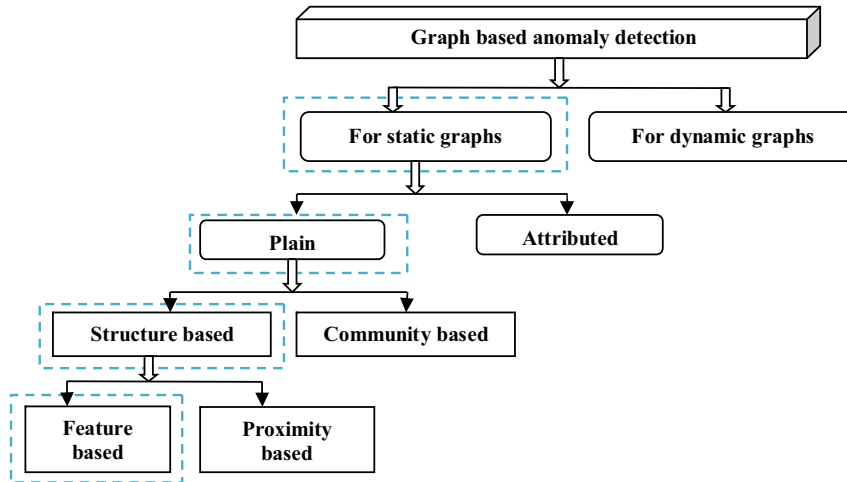 Graph based anomaly detection
For static graphs
For dynamic graphs
Plain
Attributed
Structure based
Community based
Feature
based
Proximity
based